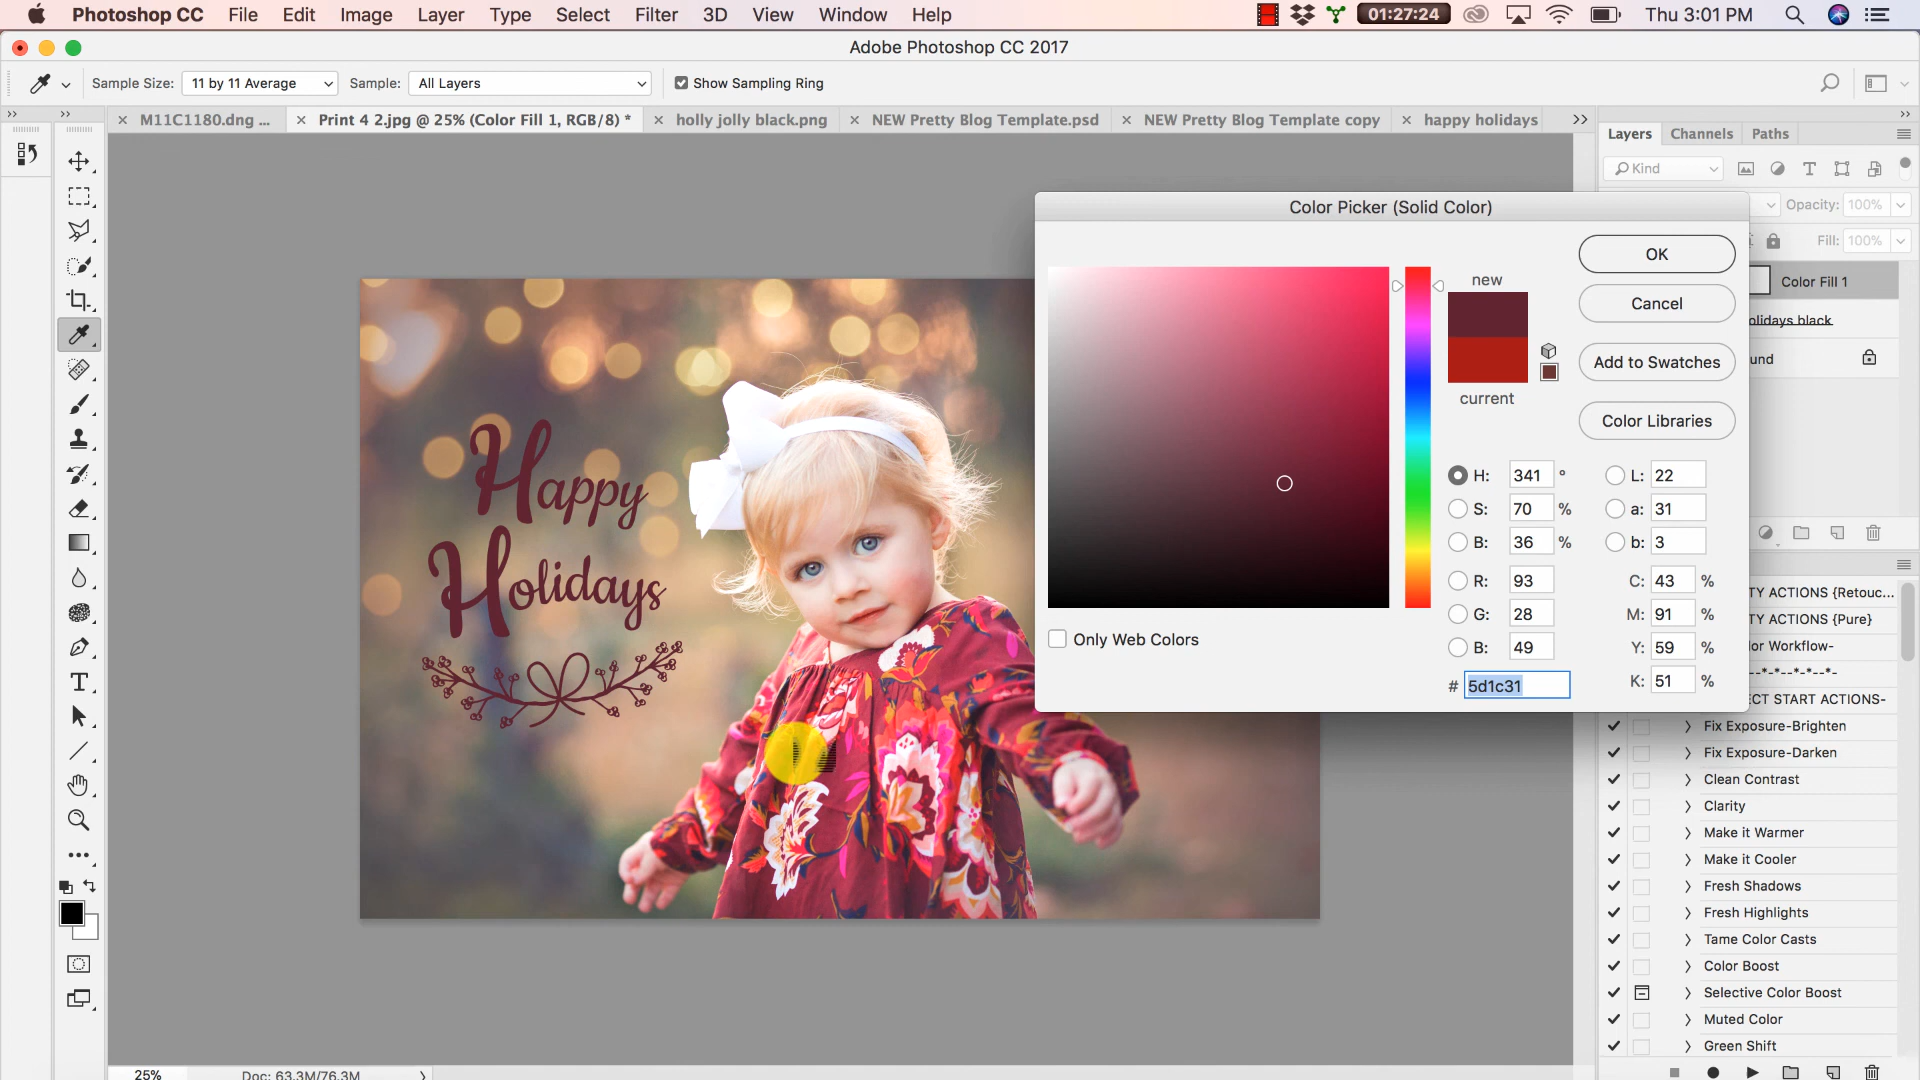 Photoshop CC File Edit Image Layer Type Select Filter 3D View Window Help 01:27:24 Thu 3:01 PM
Adobe Photoshop CC 2017
Sample Size: 11 by 11 Average Sample: All Layers Show Sampling Ring
M11C1180.dng ... Print 4 2.jpg @ 25% (Color Fill 1, RGB/8) * holly jolly black.png NEW Pretty Blog Template.psd NEW Pretty Blog Template copy happy holidays
Layers Channels Paths
Kind
Opacity: 100%
Fill: 100%
Color Fill 1
olidays black
und
Color Picker (Solid Color)
new
current
OK
Cancel
Add to Swatches
Color Libraries
H: 341 ° L: 22
S: 70 % a: 31
B: 36 % b: 3
R: 93 C: 43 %
G: 28 M: 91 %
B: 49 Y: 59 %
# 5d1c31 K: 51 %
Only Web Colors
Happy
Holidays
TY ACTIONS {Retouc...
TY ACTIONS {Pure}
lor Workflow-
--*-*--*-*--*-
ECT START ACTIONS-
Fix Exposure-Brighten
Fix Exposure-Darken
Clean Contrast
Clarity
Make it Warmer
Make it Cooler
Fresh Shadows
Fresh Highlights
Tame Color Casts
Color Boost
Selective Color Boost
Muted Color
Green Shift
25% Doc: 63.3M/76.3M